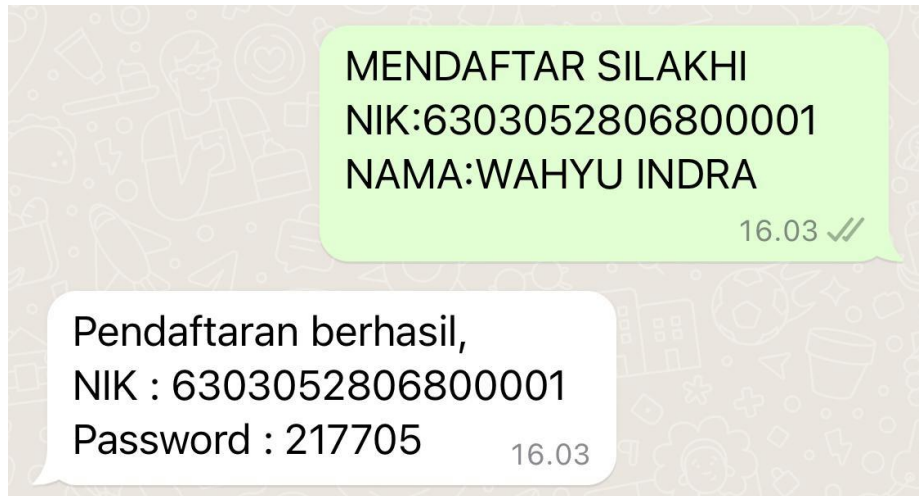 MENDAFTAR SILAKHI
NIK:6303052806800001
NAMA:WAHYU INDRA
16.03
Pendaftaran berhasil,
NIK : 6303052806800001
Password : 217705
16.03